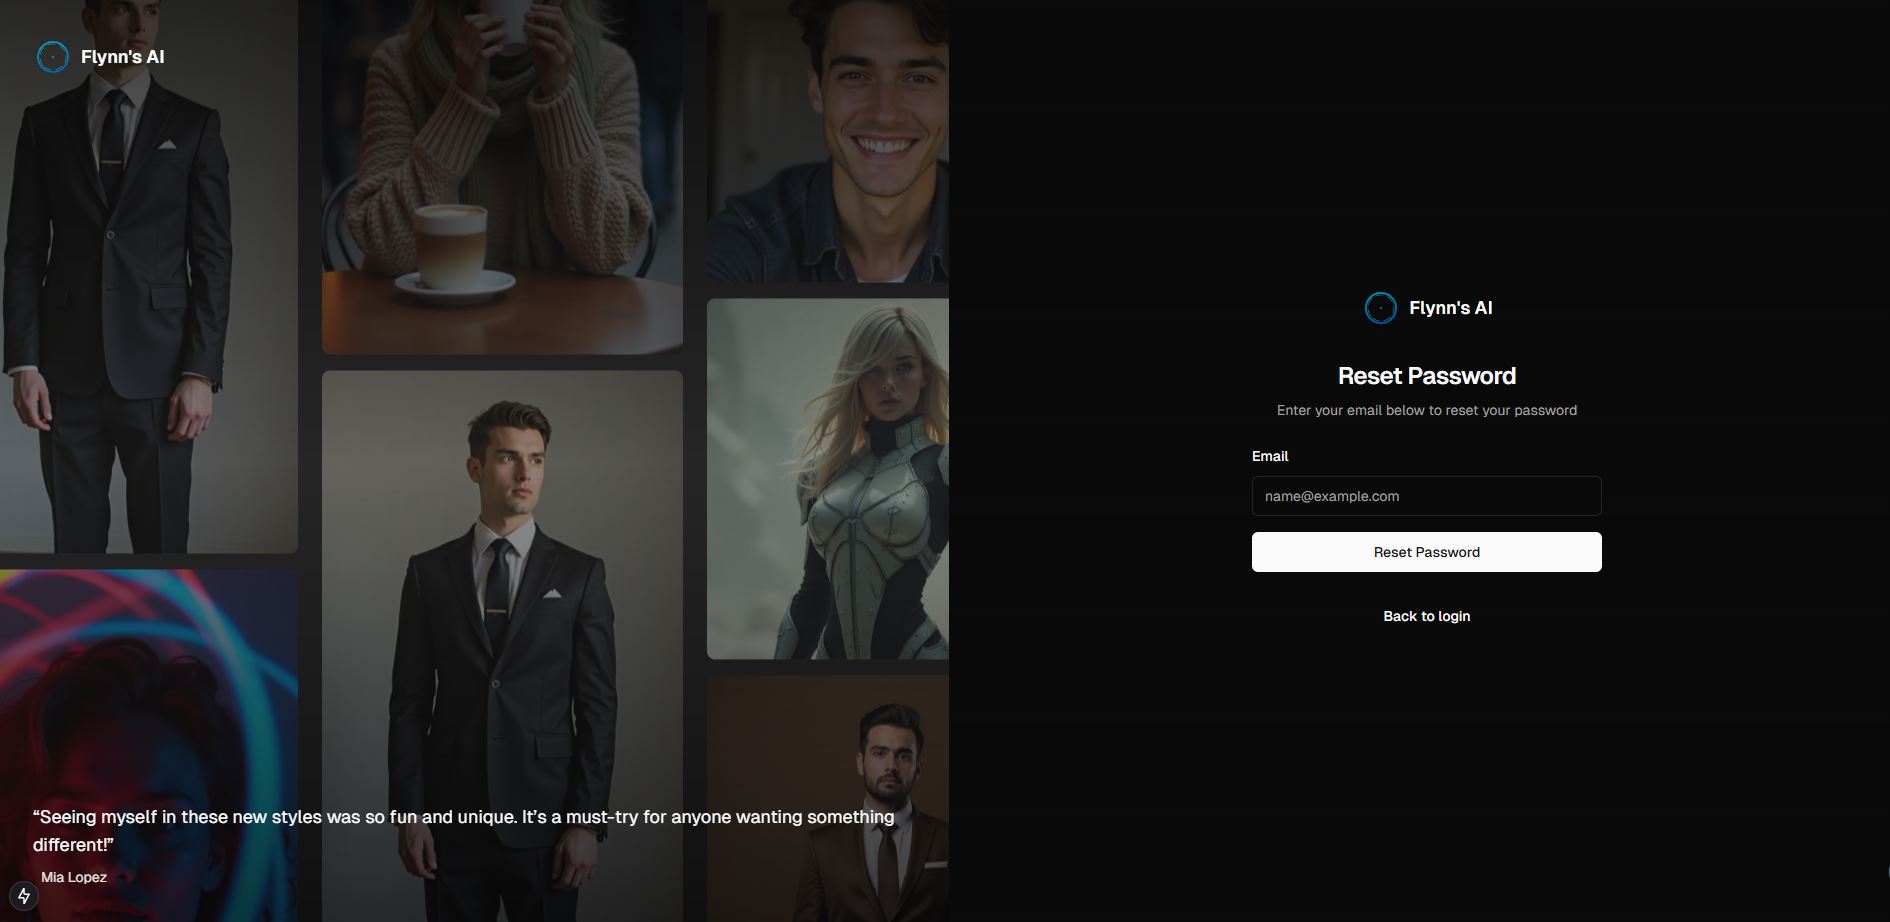 Flynn's AI
“Seeing myself in these new styles was so fun and unique. It’s a must-try for anyone wanting something
different!”
Mia Lopez
Flynn's AI
Reset Password
Enter your email below to reset your password
Email
name@example.com
Reset Password
Back to login